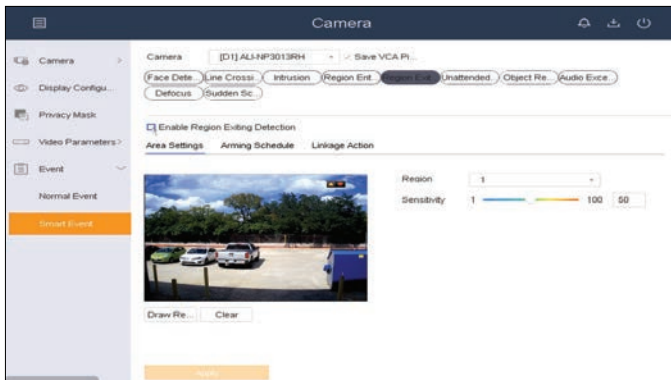 Camera
Camera
[D1] ALI-NP3013RH
Save VCA Pi...
Face Dete...
Line Crossi...
Intrusion
Region Ent...
Region Exit...
Unattended...
Object Re...
Audio Exce...
Defocus
Sudden Sc...
Camera
Display Configu...
Privacy Mask
Video Parameters
Event
Normal Event
Smart Event
Enable Region Exiting Detection
Area Settings
Arming Schedule
Linkage Action
Region
1
Sensitivity
1
100
50
Draw Re...
Clear
Apply